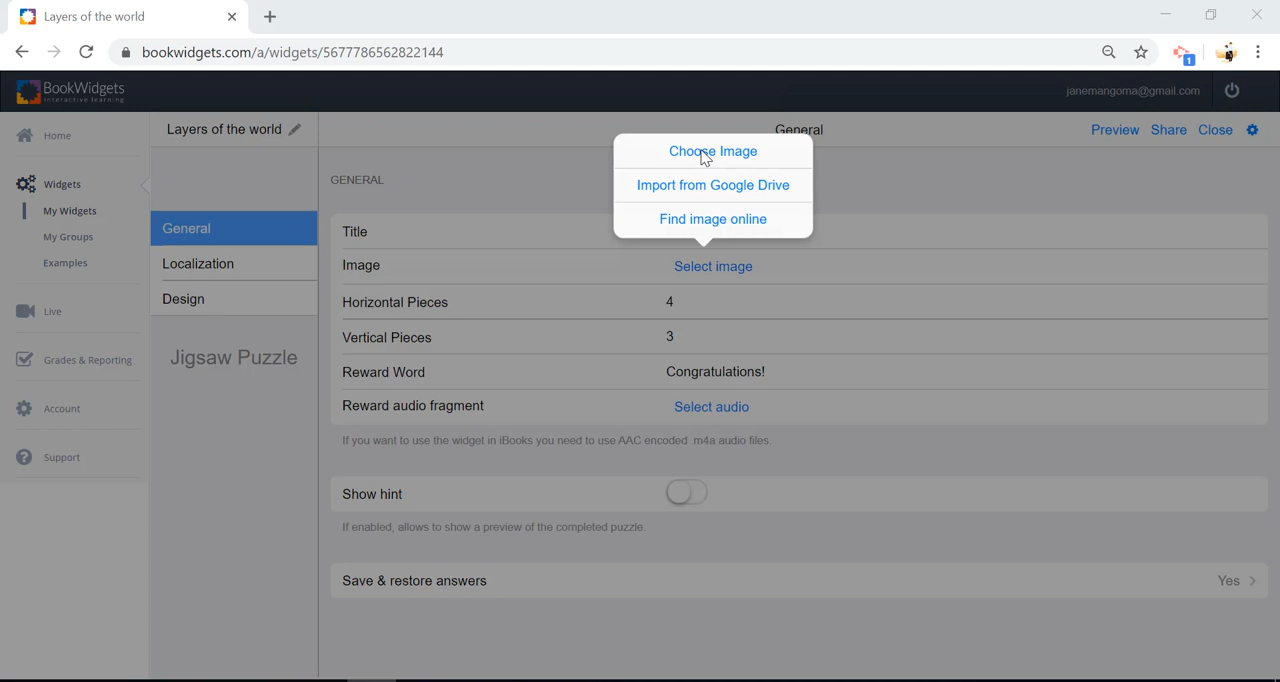 Layers of the world
bookwidgets.com/a/widgets/5677786562822144
1
BookWidgets
interactive learning
janemangoma@gmail.com
Home
Layers of the world
General
Preview Share Close
Choose Image
Import from Google Drive
Find image online
Widgets
My Widgets
My Groups
Examples
Live
Grades & Reporting
Account
Support
General
Localization
Design
Jigsaw Puzzle
GENERAL
Title
Image Select image
Horizontal Pieces 4
Vertical Pieces 3
Reward Word Congratulations!
Reward audio fragment Select audio
If you want to use the widget in iBooks you need to use AAC encoded .m4a audio files.
Show hint
If enabled, allows to show a preview of the completed puzzle.
Save & restore answers Yes